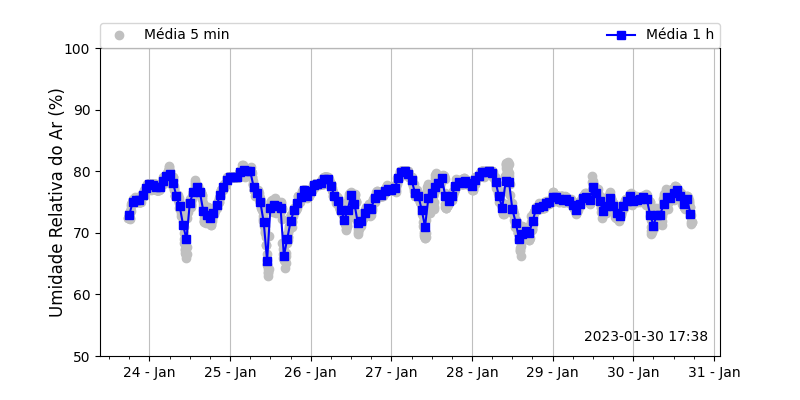 Média 5 min
Média 1 h
Umidade Relativa do Ar (%)
100
90
80
70
60
50
2023-01-30 17:38
24 - Jan
25 - Jan
26 - Jan
27 - Jan
28 - Jan
29 - Jan
30 - Jan
31 - Jan